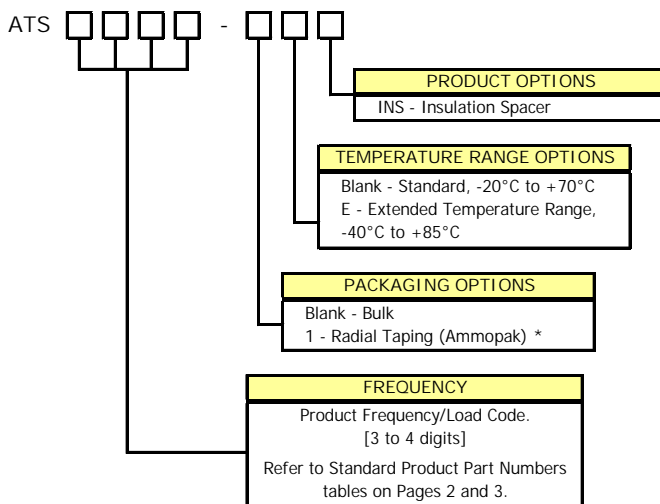 ATS -
PRODUCT OPTIONS
INS - Insulation Spacer
TEMPERATURE RANGE OPTIONS
Blank - Standard, -20°C to +70°C
E - Extended Temperature Range,
-40°C to +85°C
PACKAGING OPTIONS
Blank - Bulk
1 - Radial Taping (Ammopak) *
FREQUENCY
Product Frequency/Load Code.
[3 to 4 digits]
Refer to Standard Product Part Numbers
tables on Pages 2 and 3.